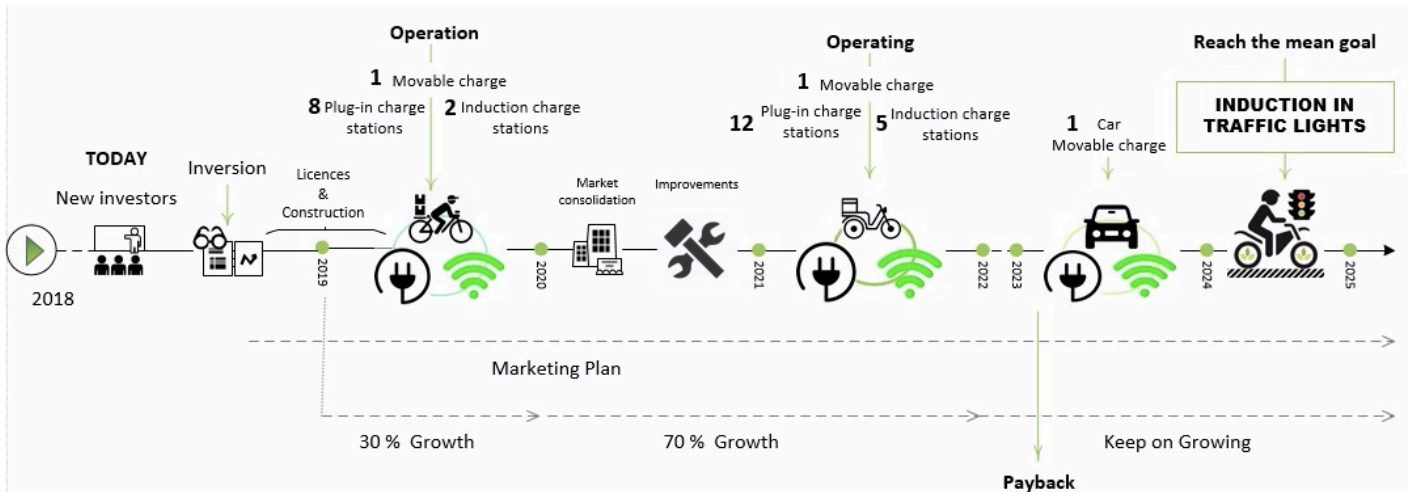 Operation
1 Movable charge
8 Plug-in charge
stations
2 Induction charge
stations
Operating
1 Movable charge
12 Plug-in charge
stations
5 Induction charge
stations
Reach the mean goal
INDUCTION IN
TRAFFIC LIGHTS
1 Car
Movable charge
TODAY
New investors
Inversion
Licences
&
Construction
Market
consolidation
Improvements
2018
2019
2020
2021
2022
2023
2024
2025
Marketing Plan
30 % Growth
70 % Growth
Keep on Growing
Payback